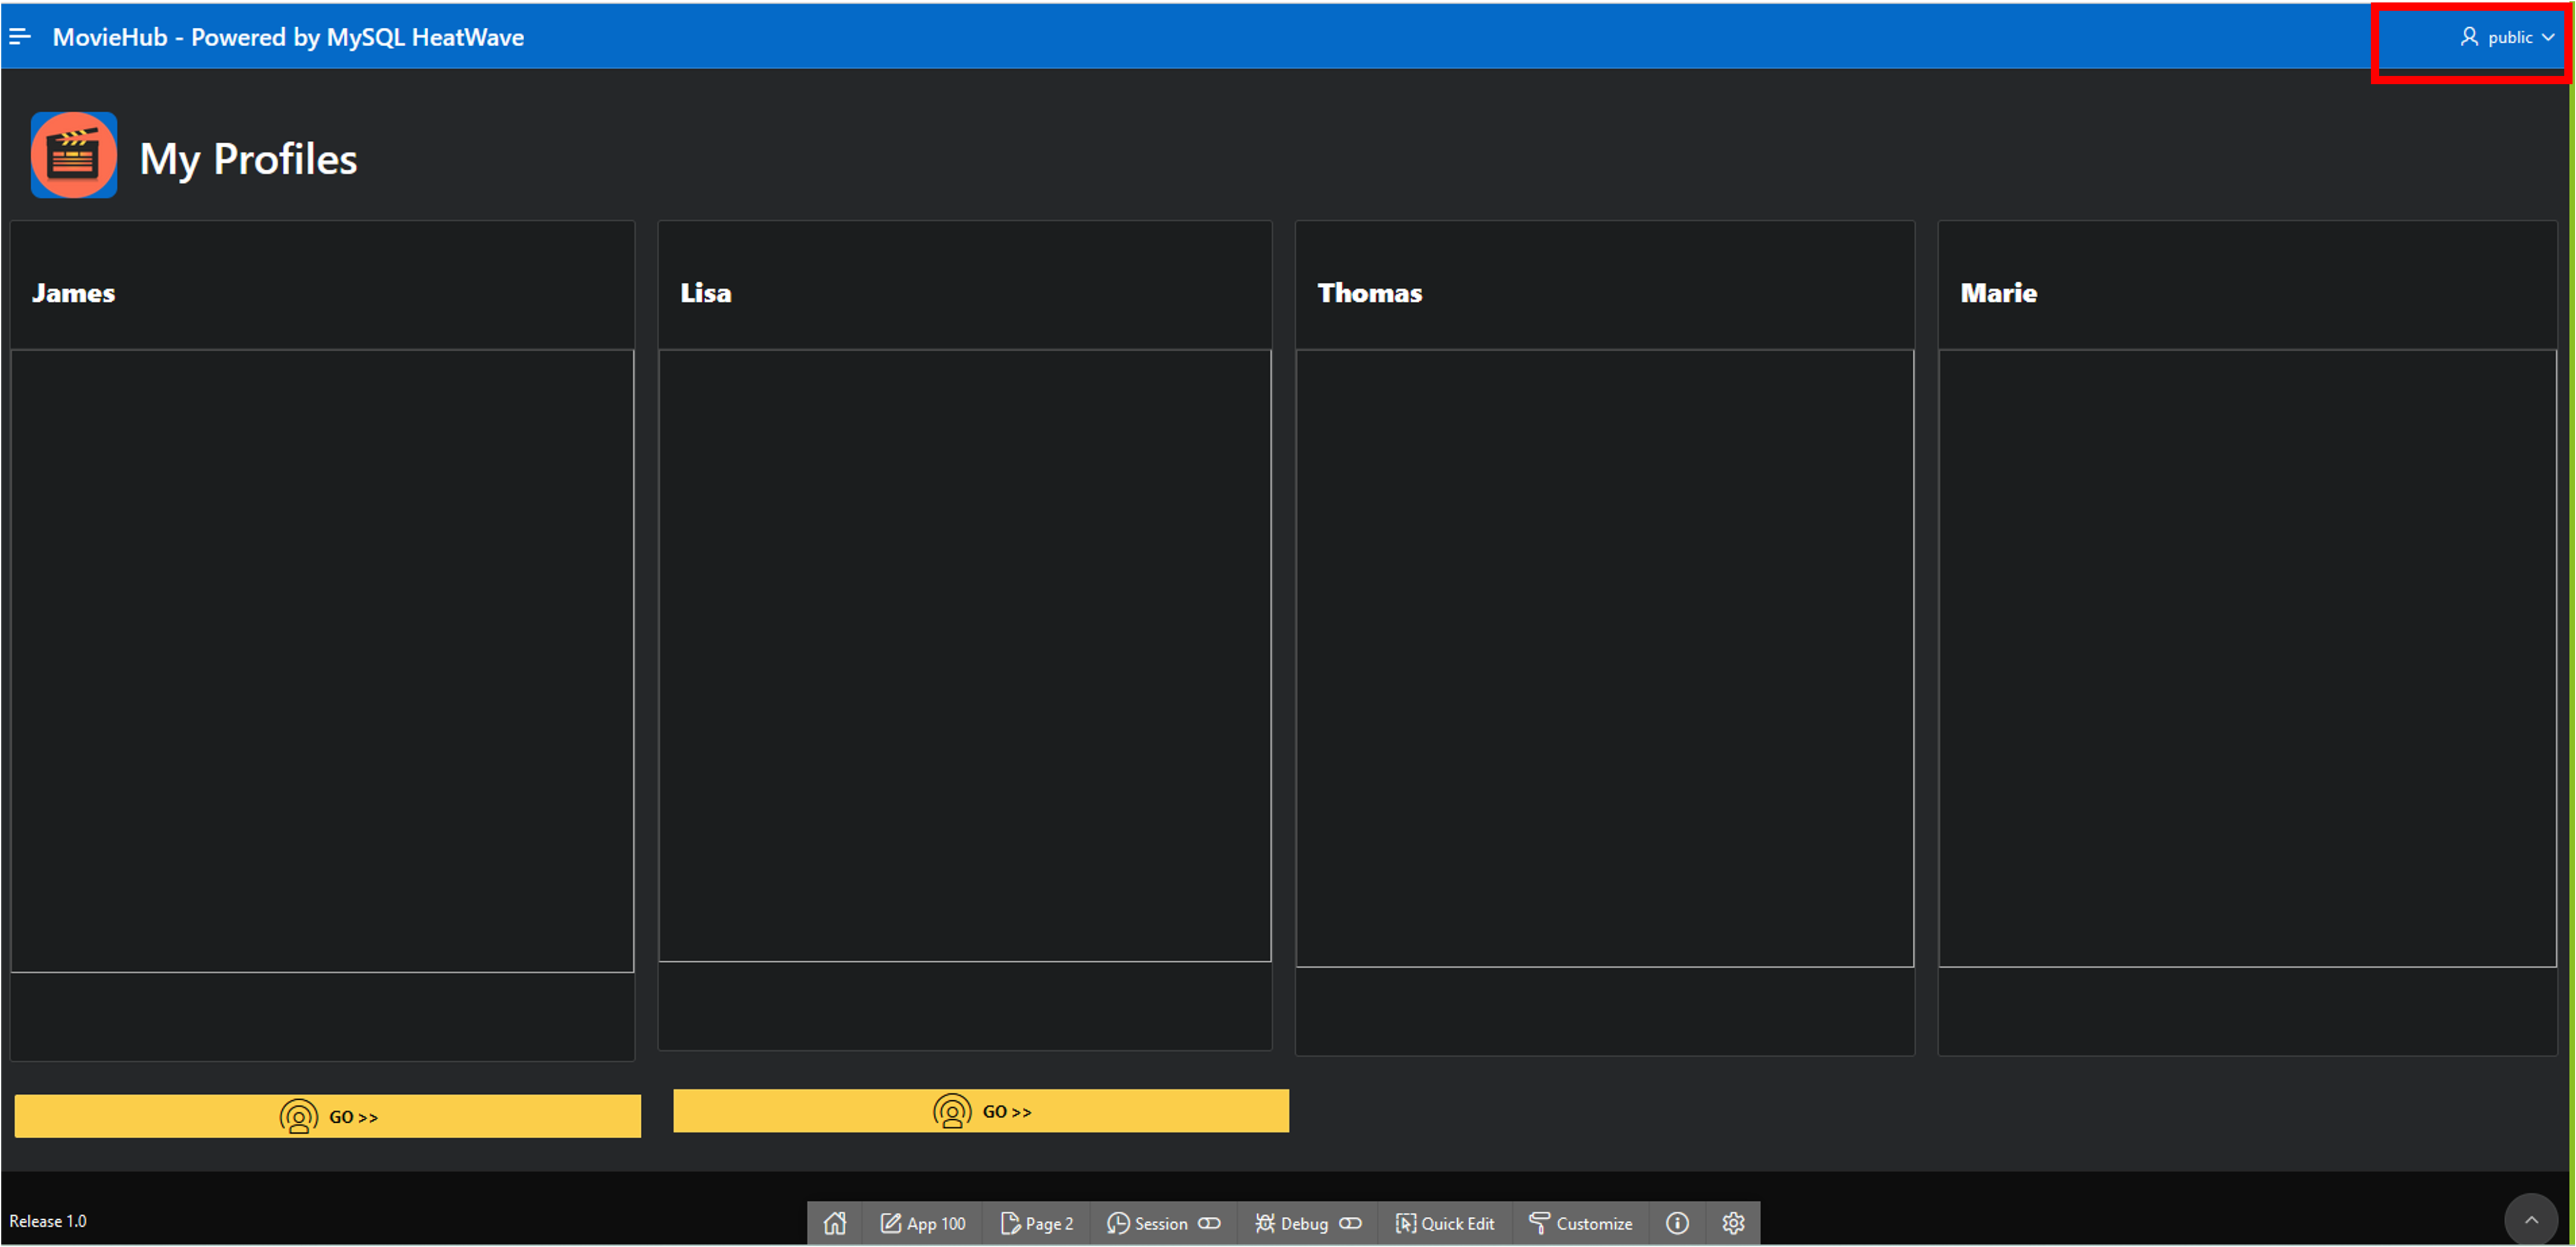 MovieHub - Powered by MySQL HeatWave
public
My Profiles
James
Lisa
Thomas
Marie
GO >>
GO >>
Release 1.0
App 100
Page 2
Session
Debug
Quick Edit
Customize